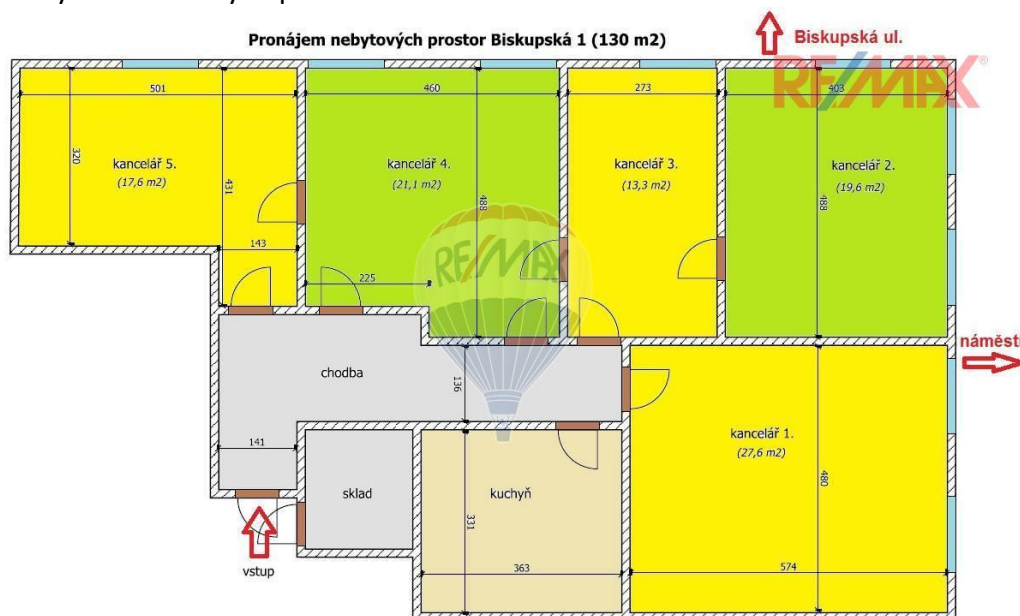 Pronájem nebytových prostor Biskupská 1 (130 m2)
Biskupská ul.
RE/MAX®
501
460
273
403
320
431
488
488
kancelář 5.
(17,6 m2)
kancelář 4.
(21,1 m2)
kancelář 3.
(13,3 m2)
kancelář 2.
(19,6 m2)
143
225
RE/MAX
náměstí
chodba
136
141
kancelář 1.
(27,6 m2)
480
sklad
kuchyň
331
363
574
vstup